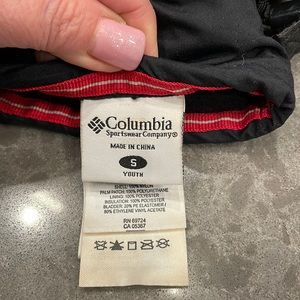 Columbia
Sportswear Company®
MADE IN CHINA
S
YOUTH
SHELL: 100% NYLON
PALM PATCH: 100% POLYURETHANE
LINING: 100% POLYESTER
INSULATION: 100% POLYESTER
BLADDER: 20% PE ELASTOMER /
80% ETHYLENE VINYL ACETATE
RN 69724
CA 05367